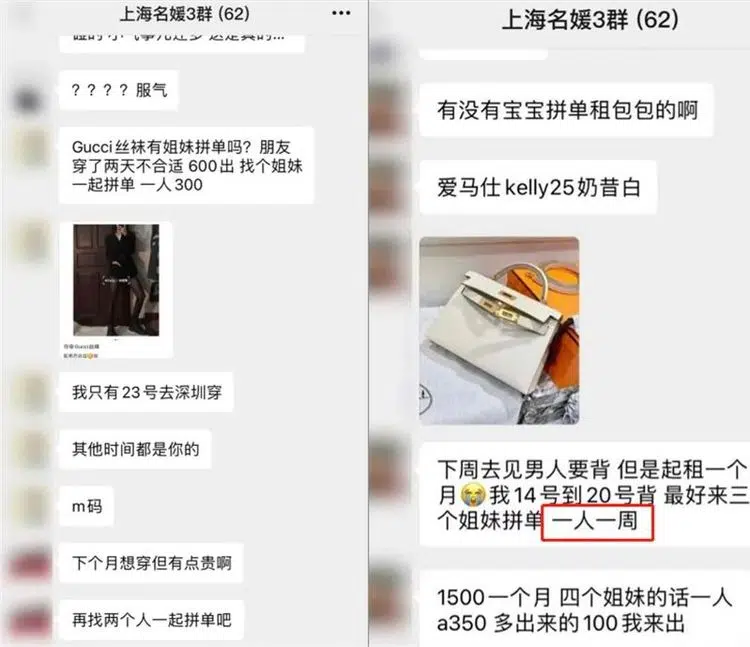 上海名媛3群 (62)
？？？？服气
Gucci丝袜有姐妹拼单吗？朋友
穿了两天不合适 600出 找个姐妹
一起拼单 一人300
我只有23号去深圳穿
其他时间都是你的
m码
下个月想穿但有点贵啊
再找两个人一起拼单吧
上海名媛3群 (62)
有没有宝宝拼单租包包的啊
爱马仕kelly25奶昔白
下周去见男人要背 但是起租一个
月😭我14号到20号背 最好来三
个姐妹拼单 一人一周
1500一个月 四个姐妹的话一人
a350 多出来的100我来出